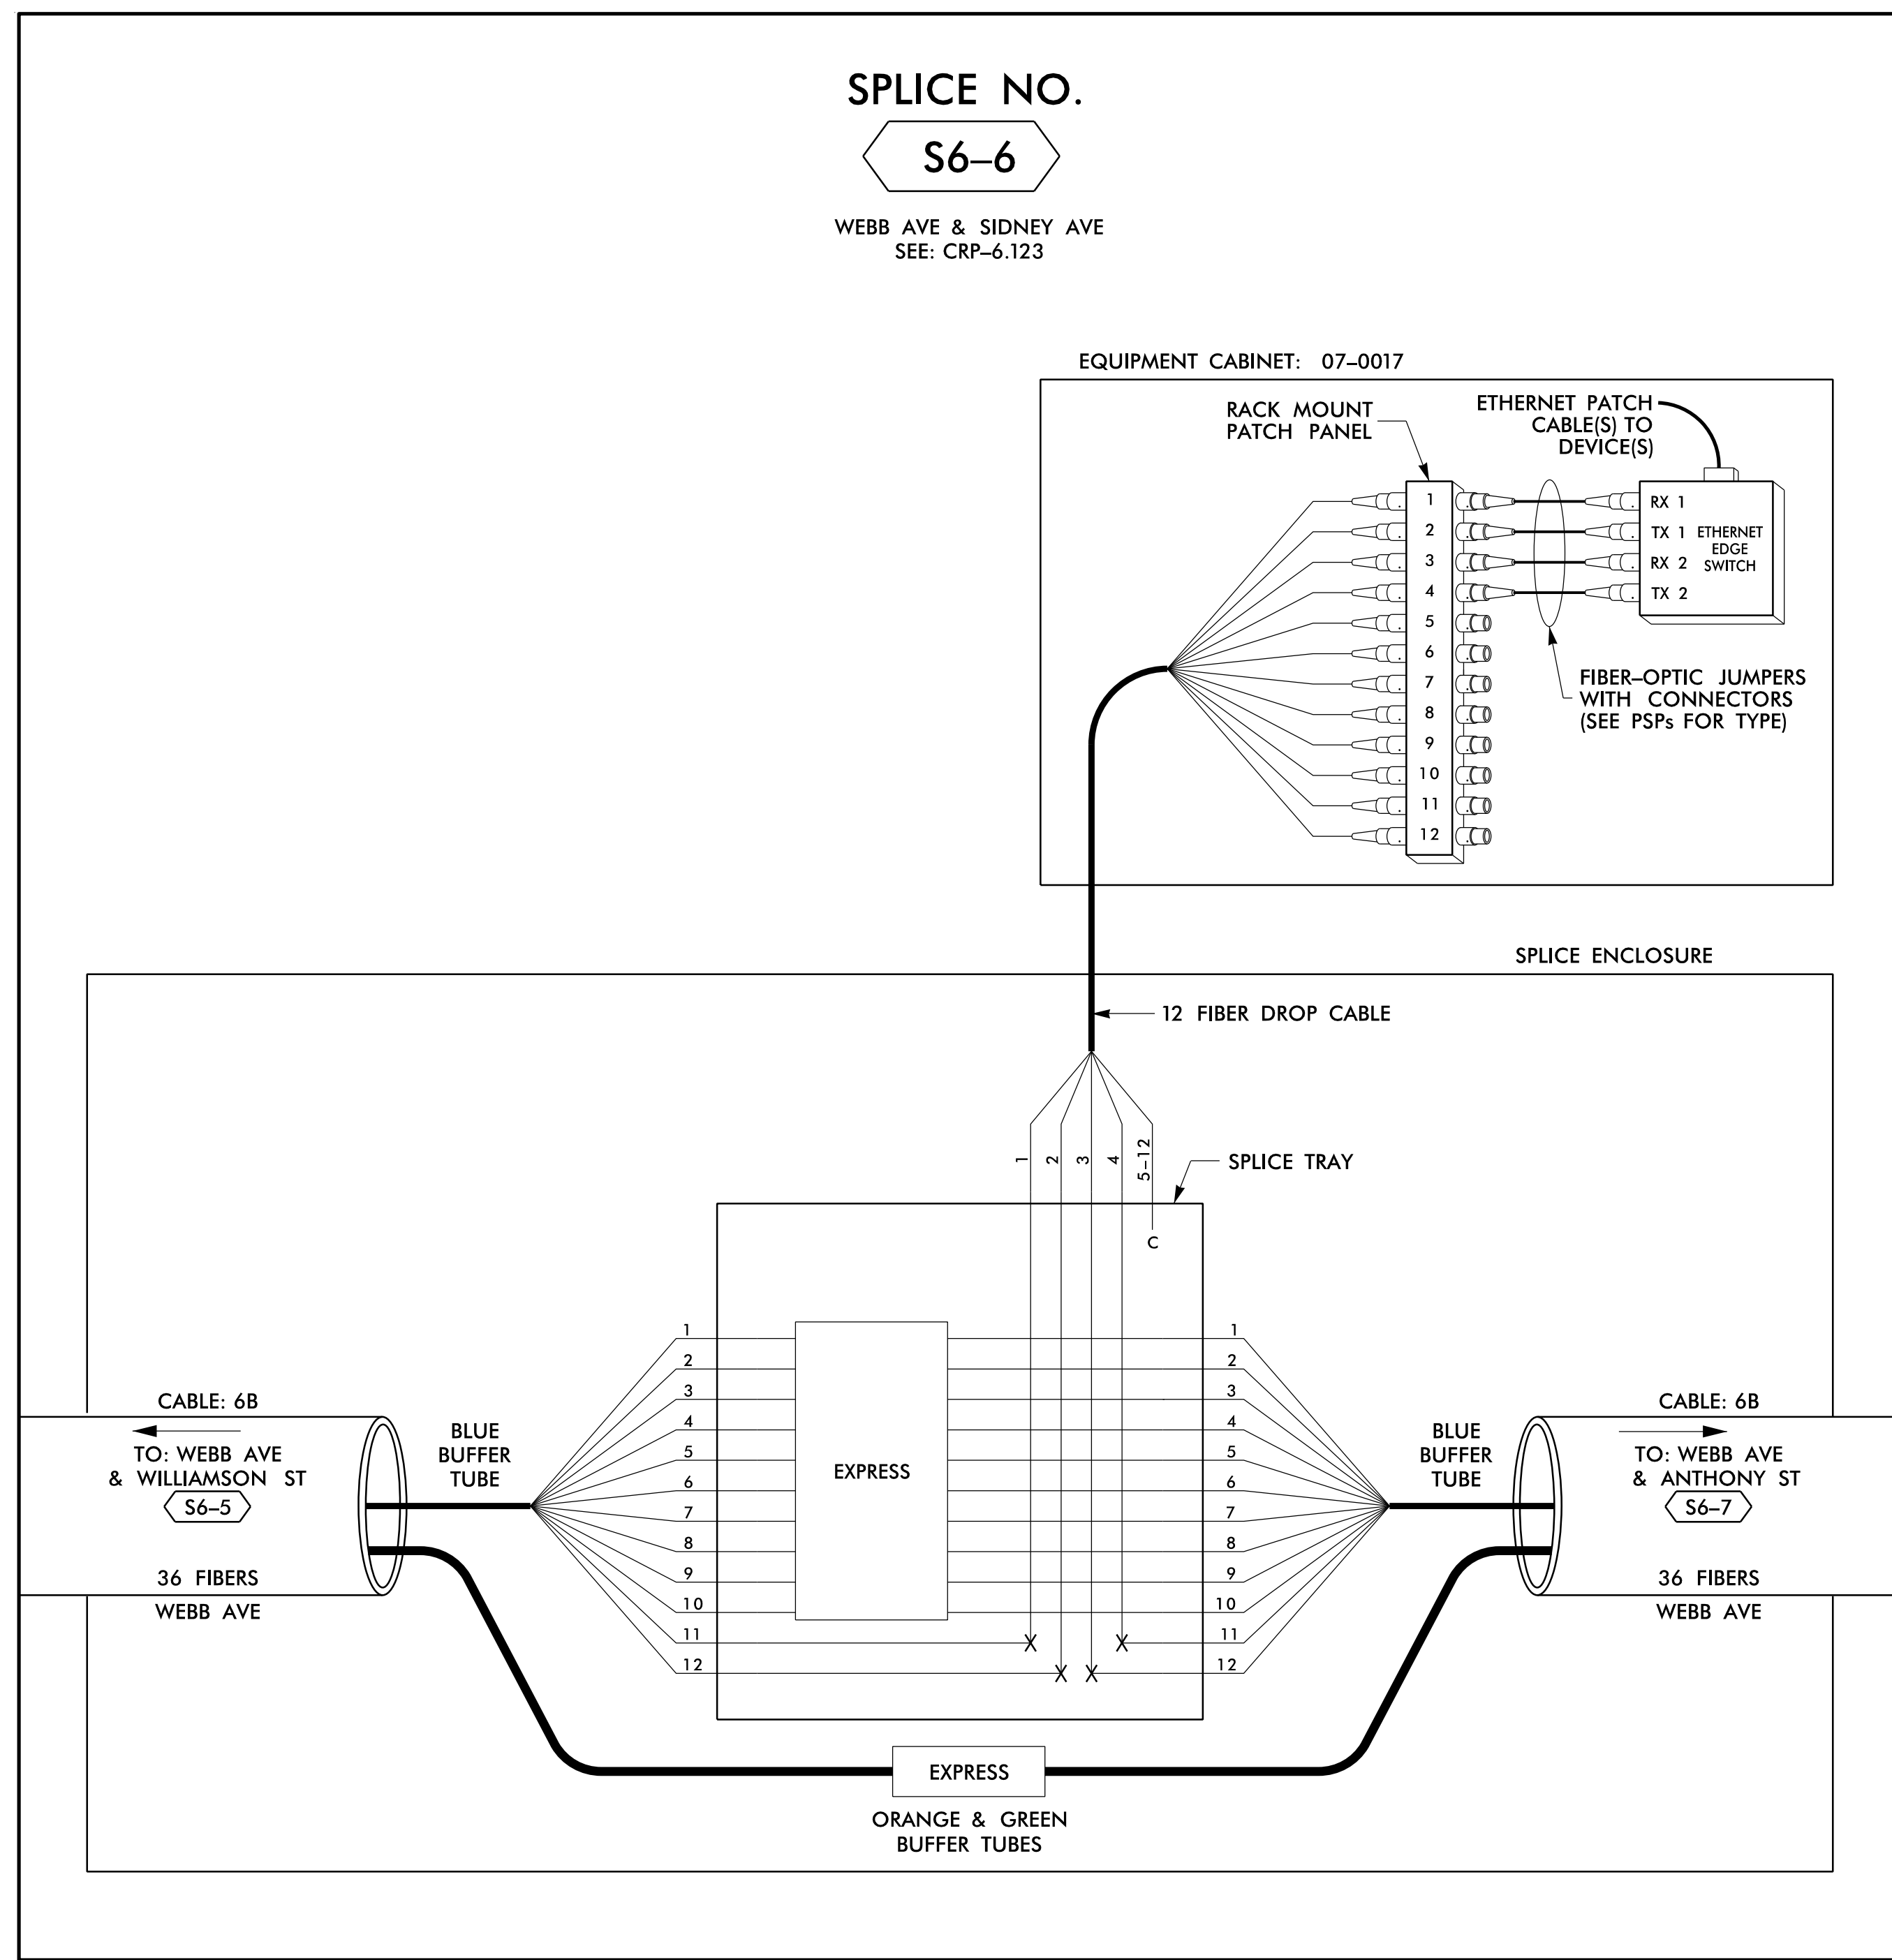 SPLICE NO.
S6–6
WEBB AVE & SIDNEY AVE
SEE: CRP–6.123
EQUIPMENT CABINET: 07–0017
RACK MOUNT
PATCH PANEL
ETHERNET PATCH
CABLE(S) TO
DEVICE(S)
1
2
3
4
5
6
7
8
9
10
11
12
RX 1
TX 1
RX 2
TX 2
ETHERNET
EDGE
SWITCH
FIBER–OPTIC JUMPERS
WITH CONNECTORS
(SEE PSPs FOR TYPE)
SPLICE ENCLOSURE
12 FIBER DROP CABLE
1
2
3
4
5–12
SPLICE TRAY
C
CABLE: 6B
TO: WEBB AVE
& WILLIAMSON ST
S6–5
36 FIBERS
WEBB AVE
BLUE
BUFFER
TUBE
1
2
3
4
5
6
7
8
9
10
11
12
EXPRESS
1
2
3
4
5
6
7
8
9
10
11
12
BLUE
BUFFER
TUBE
CABLE: 6B
TO: WEBB AVE
& ANTHONY ST
S6–7
36 FIBERS
WEBB AVE
EXPRESS
ORANGE & GREEN
BUFFER TUBES